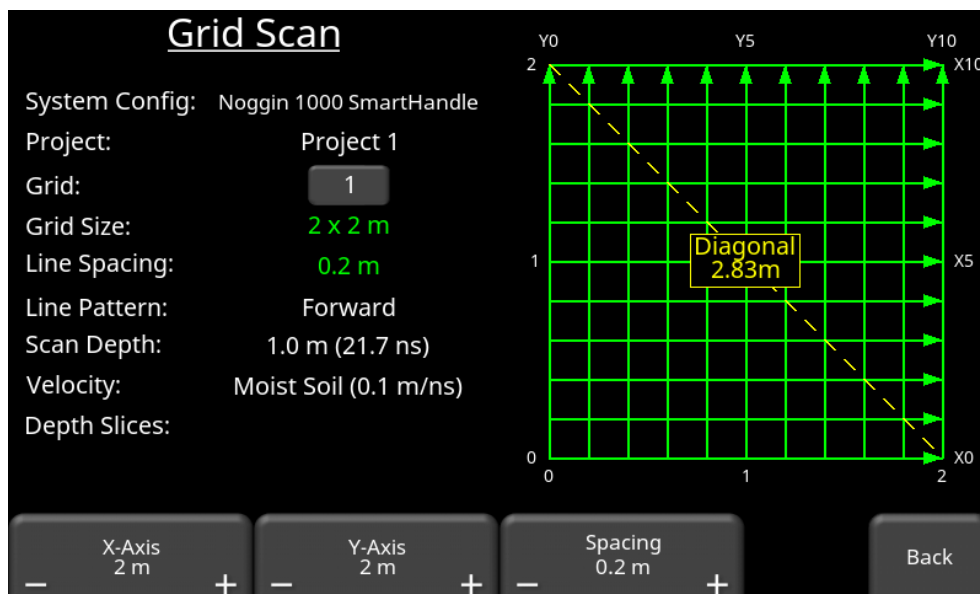 Grid Scan
System Config: Noggin 1000 SmartHandle
Project: Project 1
Grid: 1
Grid Size: 2 x 2 m
Line Spacing: 0.2 m
Line Pattern: Forward
Scan Depth: 1.0 m (21.7 ns)
Velocity: Moist Soil (0.1 m/ns)
Depth Slices:
Y0 Y5 Y10
2 X10
Diagonal
2.83m
1 X5
0 X0
0 1 2
X-Axis
2 m
− +
Y-Axis
2 m
− +
Spacing
0.2 m
− +
Back